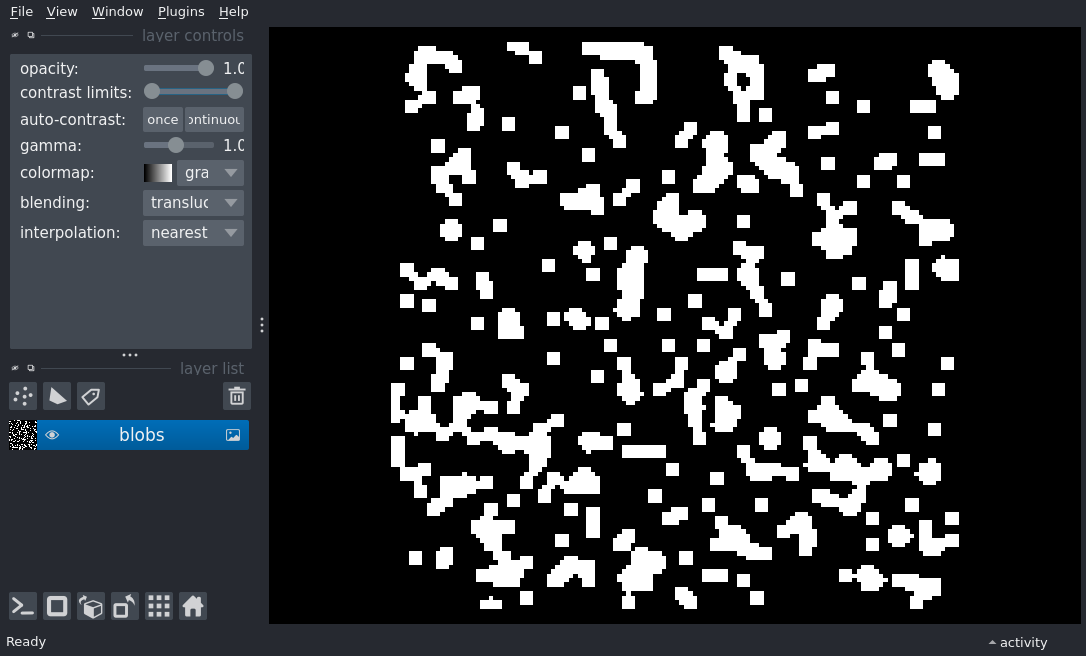 File View Window Plugins Help
layer controls
opacity: 1.0
contrast limits:
auto-contrast: once ontinuou
gamma: 1.0
colormap: gra
blending: transluc
interpolation: nearest
layer list
blobs
Ready activity